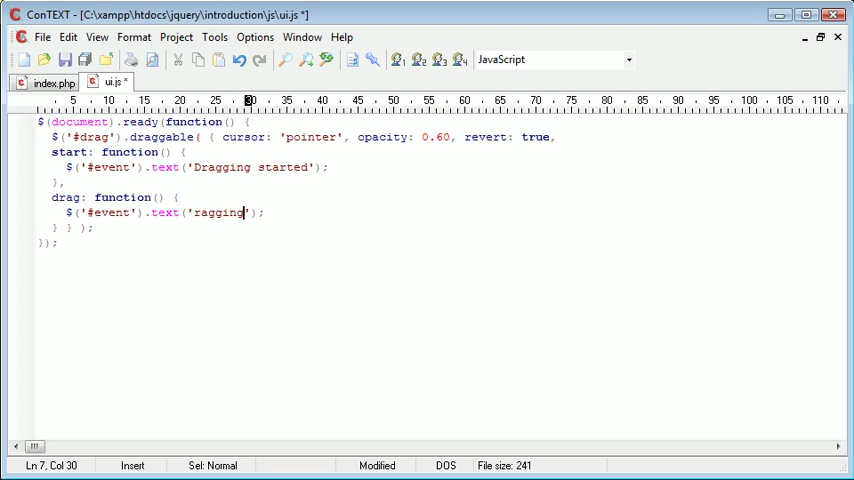 ConTEXT - [C:\xampp\htdocs\jquery\introduction\js\ui.js *]
File Edit View Format Project Tools Options Window Help
JavaScript
index.php ui.js *
5 10 15 20 25 30 35 40 45 50 55 60 65 70 75 80 85 90 95 100 105 110
$(document).ready(function() {
$('#drag').draggable( { cursor: 'pointer', opacity: 0.60, revert: true,
start: function() {
$('#event').text('Dragging started');
},
drag: function() {
$('#event').text('ragging');
} } );
});
Ln 7, Col 30 Insert Sel: Normal Modified DOS File size: 241